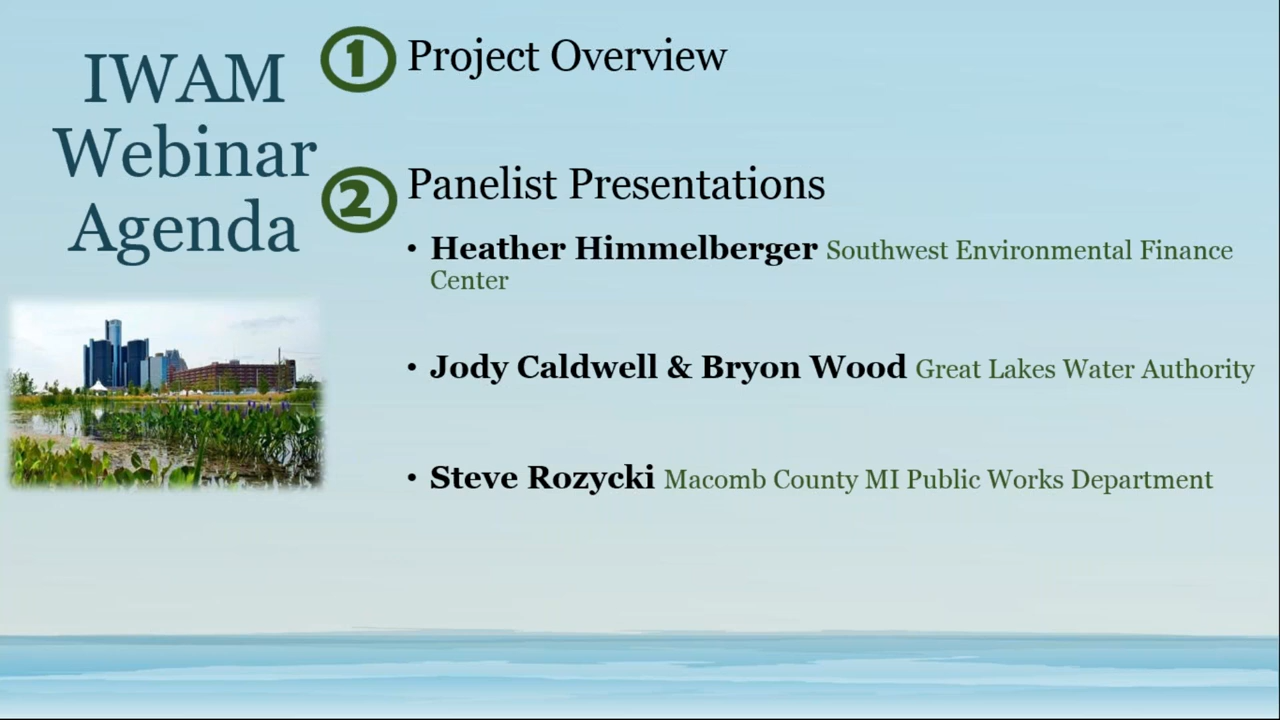 IWAM
Webinar
Agenda
1 Project Overview
2 Panelist Presentations
• Heather Himmelberger Southwest Environmental Finance
Center
• Jody Caldwell & Bryon Wood Great Lakes Water Authority
• Steve Rozycki Macomb County MI Public Works Department